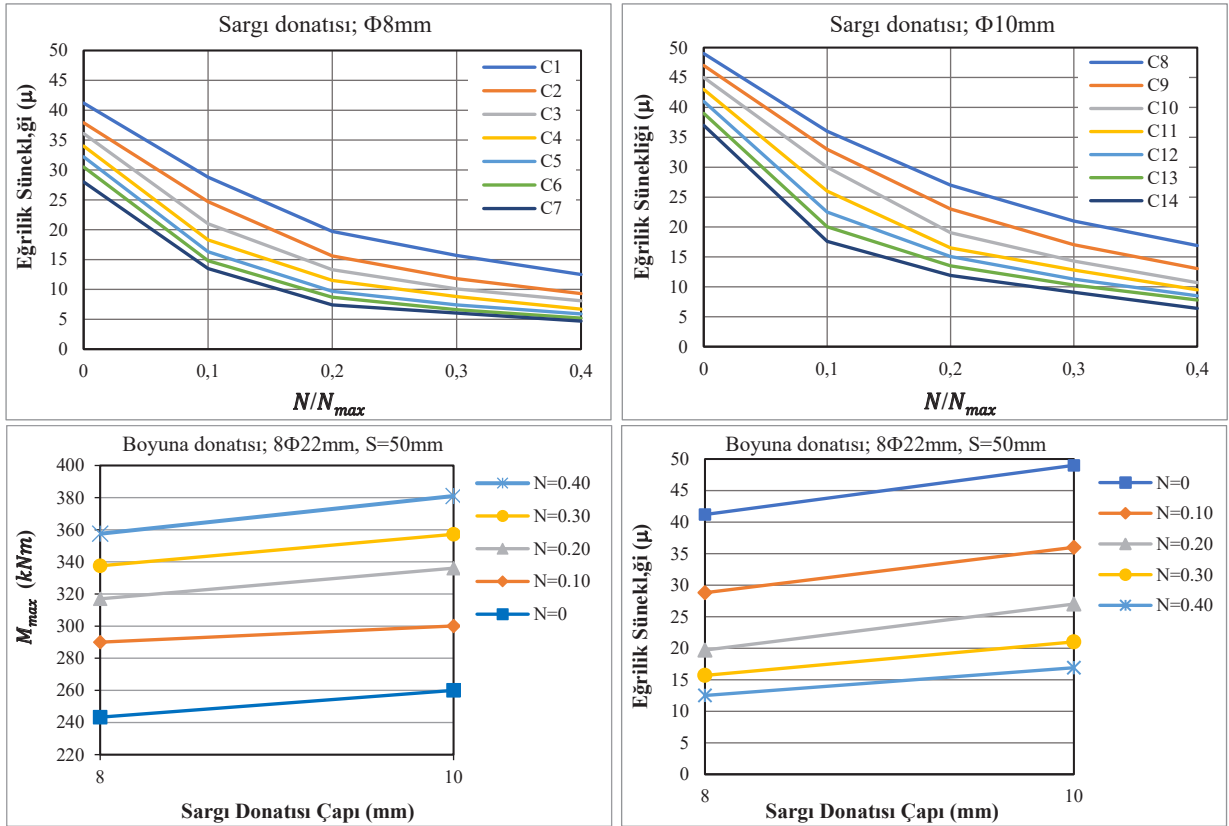 Sargı donatısı; Φ8mm
Eğrilik Sünekl,ği (µ)
50
45
40
35
30
25
20
15
10
5
0
C1
C2
C3
C4
C5
C6
C7
0
0,1
0,2
0,3
0,4
N/N_max
Sargı donatısı; Φ10mm
Eğrilik Sünekliği (µ)
50
45
40
35
30
25
20
15
10
5
0
C8
C9
C10
C11
C12
C13
C14
0
0,1
0,2
0,3
0,4
N/N_max
Boyuna donatısı; 8Φ22mm, S=50mm
M_max (kNm)
400
380
360
340
320
300
280
260
240
220
N=0.40
N=0.30
N=0.20
N=0.10
N=0
8
10
Sargı Donatısı Çapı (mm)
Boyuna donatısı; 8Φ22mm, S=50mm
Eğrilik Sünekl,ği (µ)
50
45
40
35
30
25
20
15
10
5
0
N=0
N=0.10
N=0.20
N=0.30
N=0.40
8
10
Sargı Donatısı Çapı (mm)